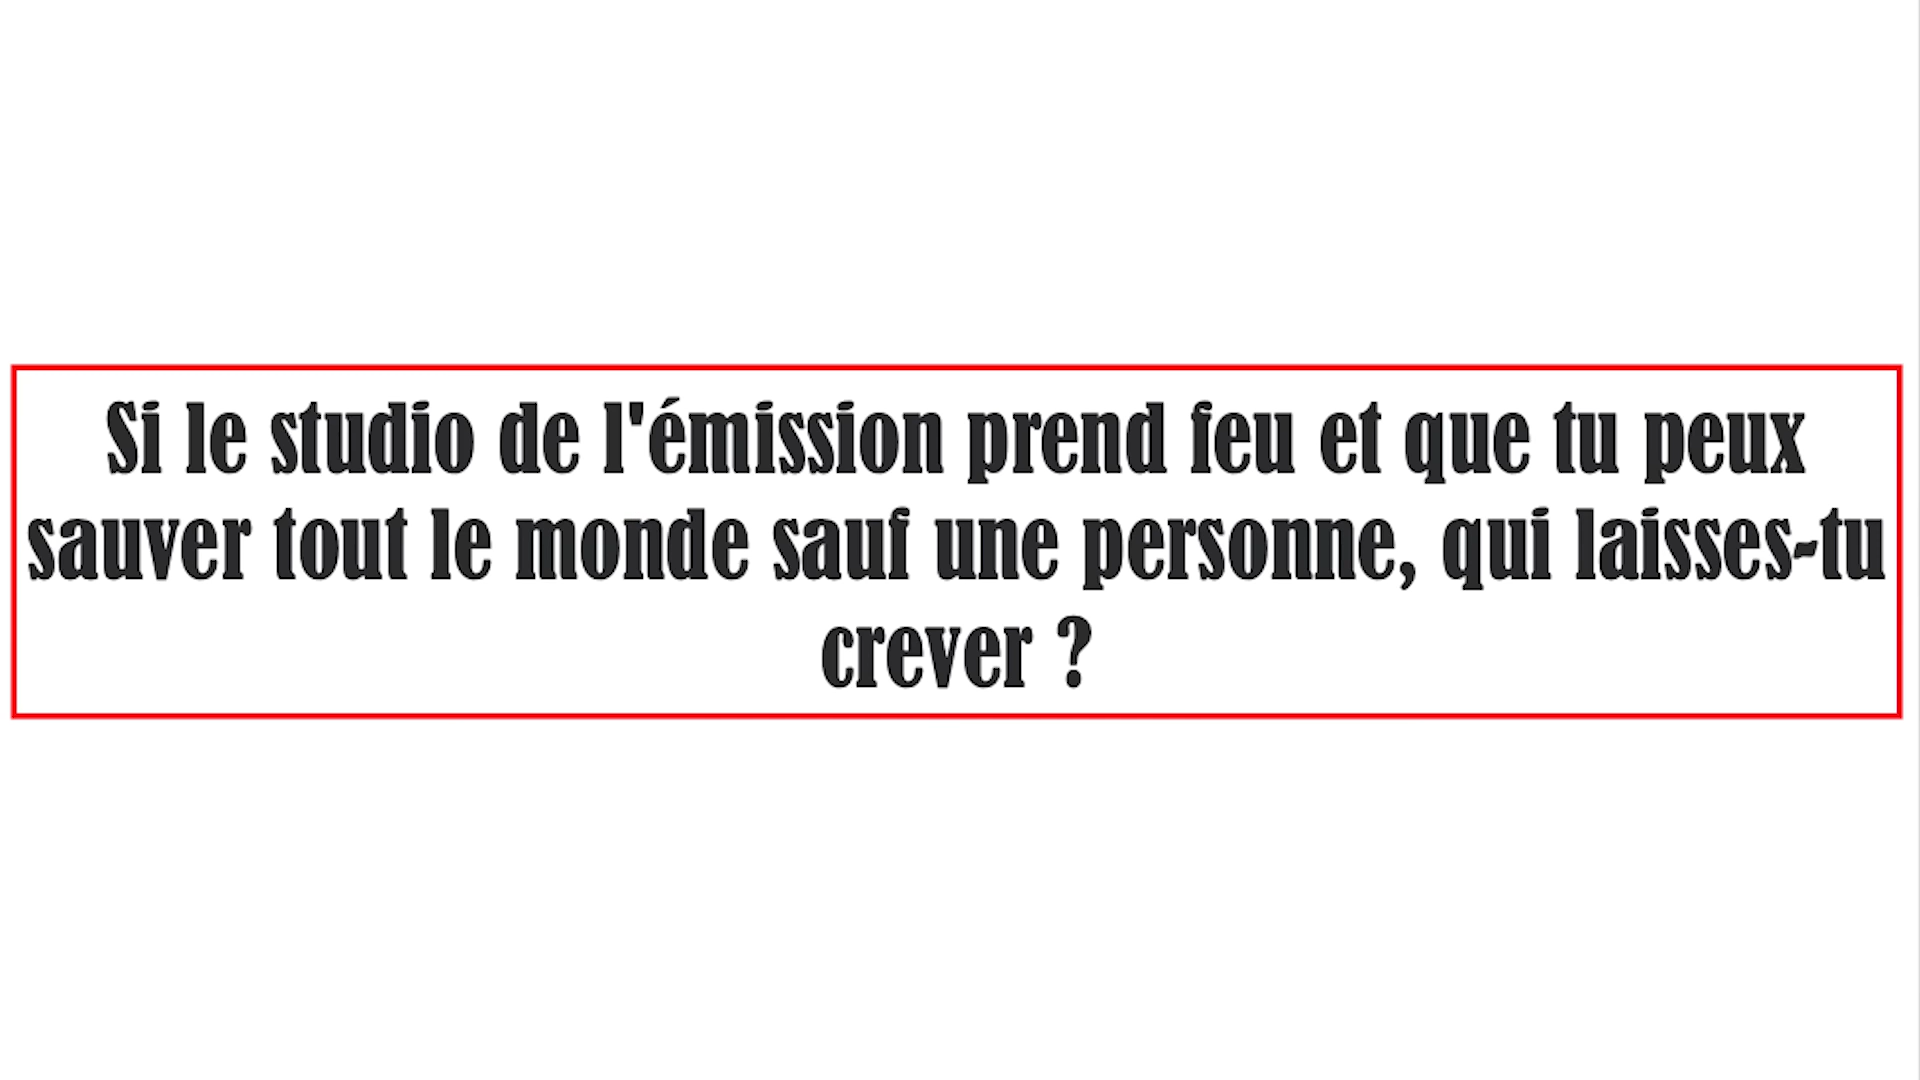 Si le studio de l'émission prend feu et que tu peux
sauver tout le monde sauf une personne, qui laisses-tu
crever ?